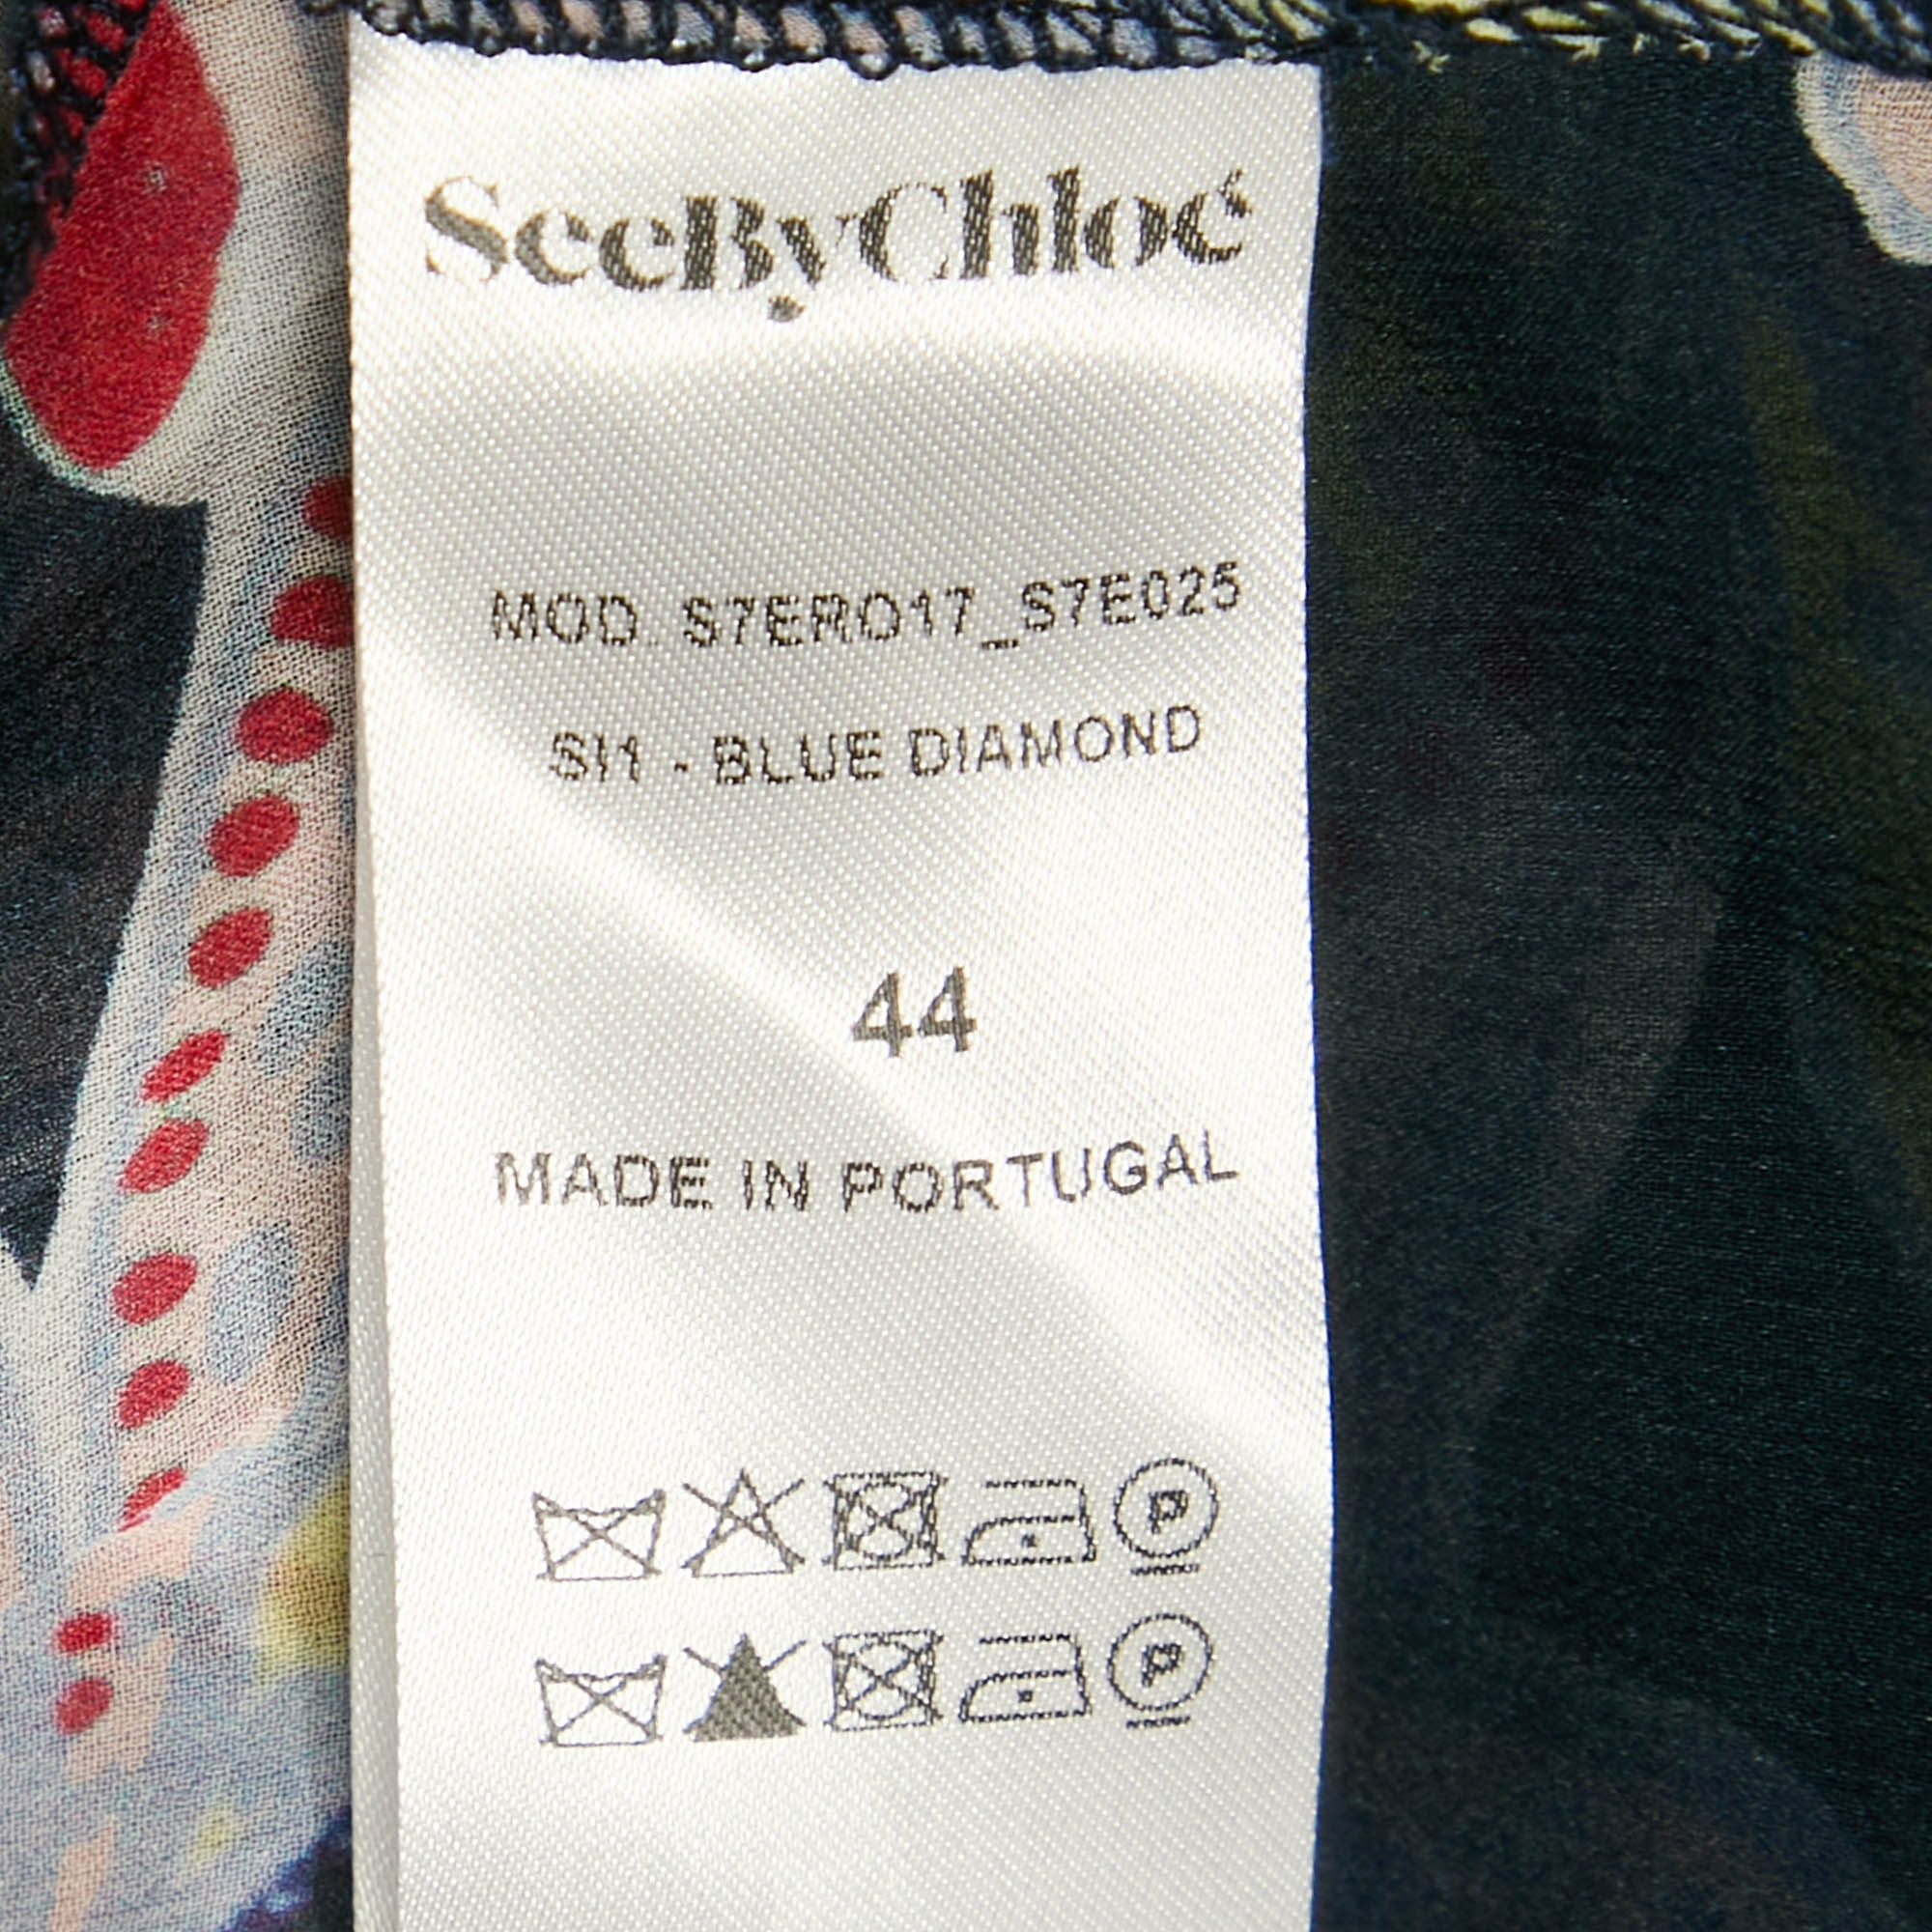 SeeByChloé
MOD. S7ERO17_S7E025
SI1 - BLUE DIAMOND
44
MADE IN PORTUGAL
P
P